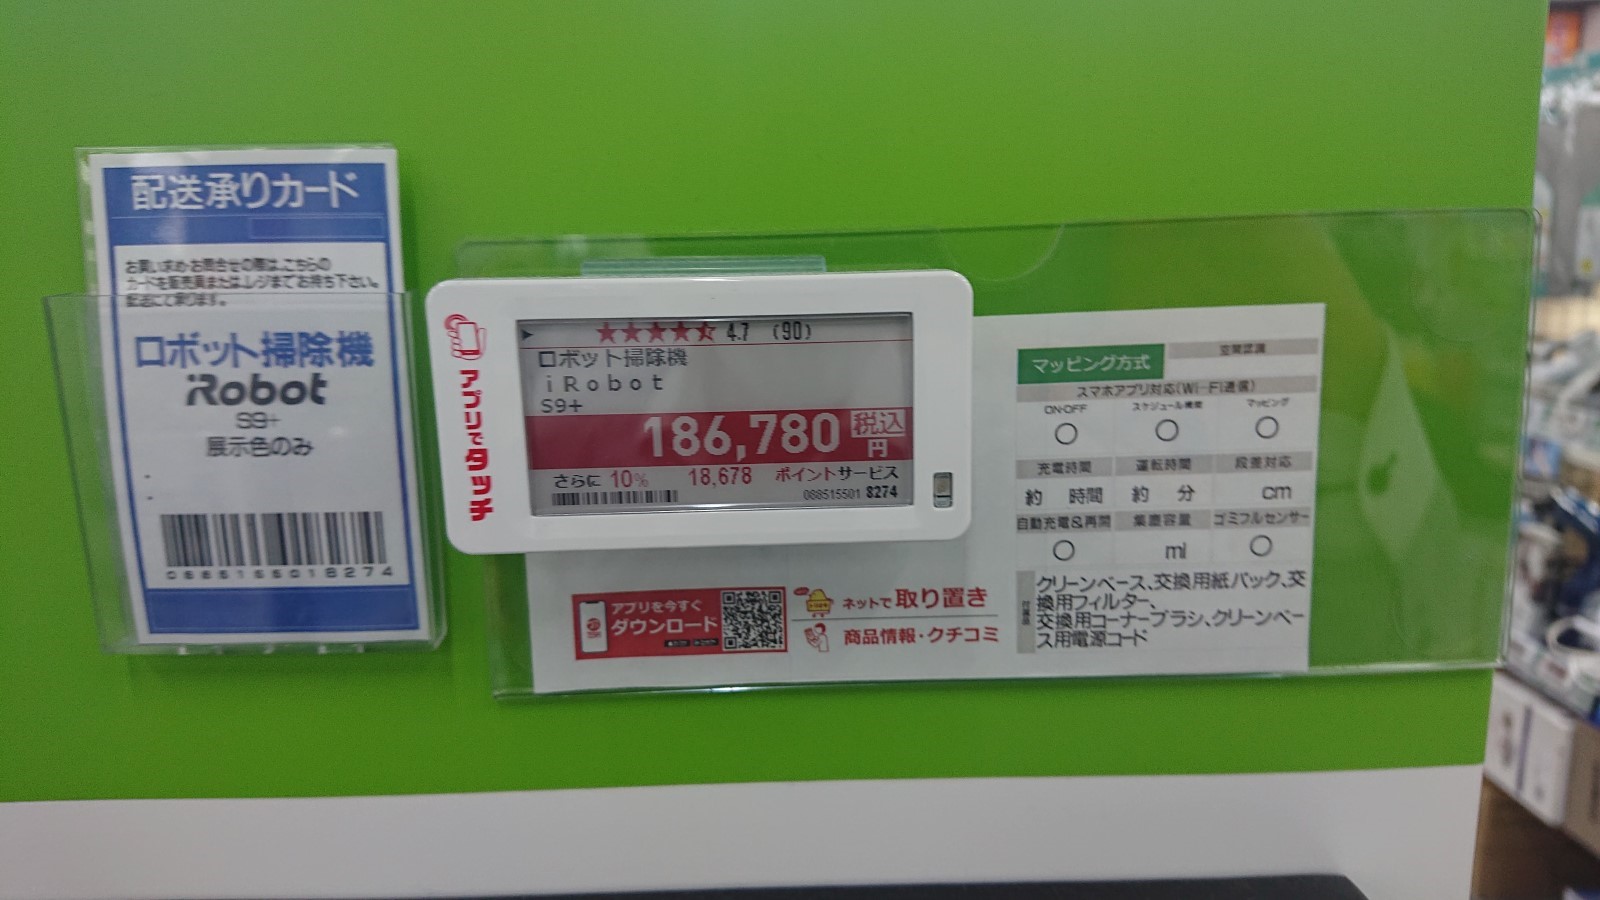 配送承りカード
お買い求め・お問合せの際は、こちらの
カードを販売員または、レジまでお持ち下さい。
配送にて承ります。
ロボット掃除機
iRobot
S9+
展示色のみ
アプリでタッチ
4.7 (90)
ロボット掃除機
iRobot
S9+
186,780 税込
円
さらに 10% 18,678 ポイントサービス
088515501 8274
アプリを今すぐ
ダウンロード
ネットで取り置き
商品情報・クチコミ
マッピング方式 空間認識
スマホアプリ対応(Wi-Fi通信)
ON・OFF スケジュール機能 マッピング
○ ○ ○
充電時間 運転時間 段差対応
約 時間 約 分 cm
自動充電&再開 集塵容量 ゴミフルセンサー
○ ml ○
付属品
クリーンベース、交換用紙パック、交
換用フィルター、
交換用コーナーブラシ、クリーンベー
ス用電源コード